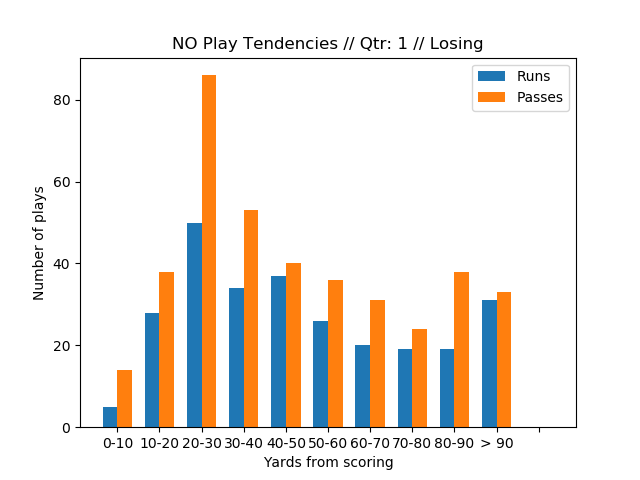 NO Play Tendencies // Qtr: 1 // Losing
Runs
Passes
80
60
40
20
0
Number of plays
0-10 10-20 20-30 30-40 40-50 50-60 60-70 70-80 80-90 > 90
Yards from scoring